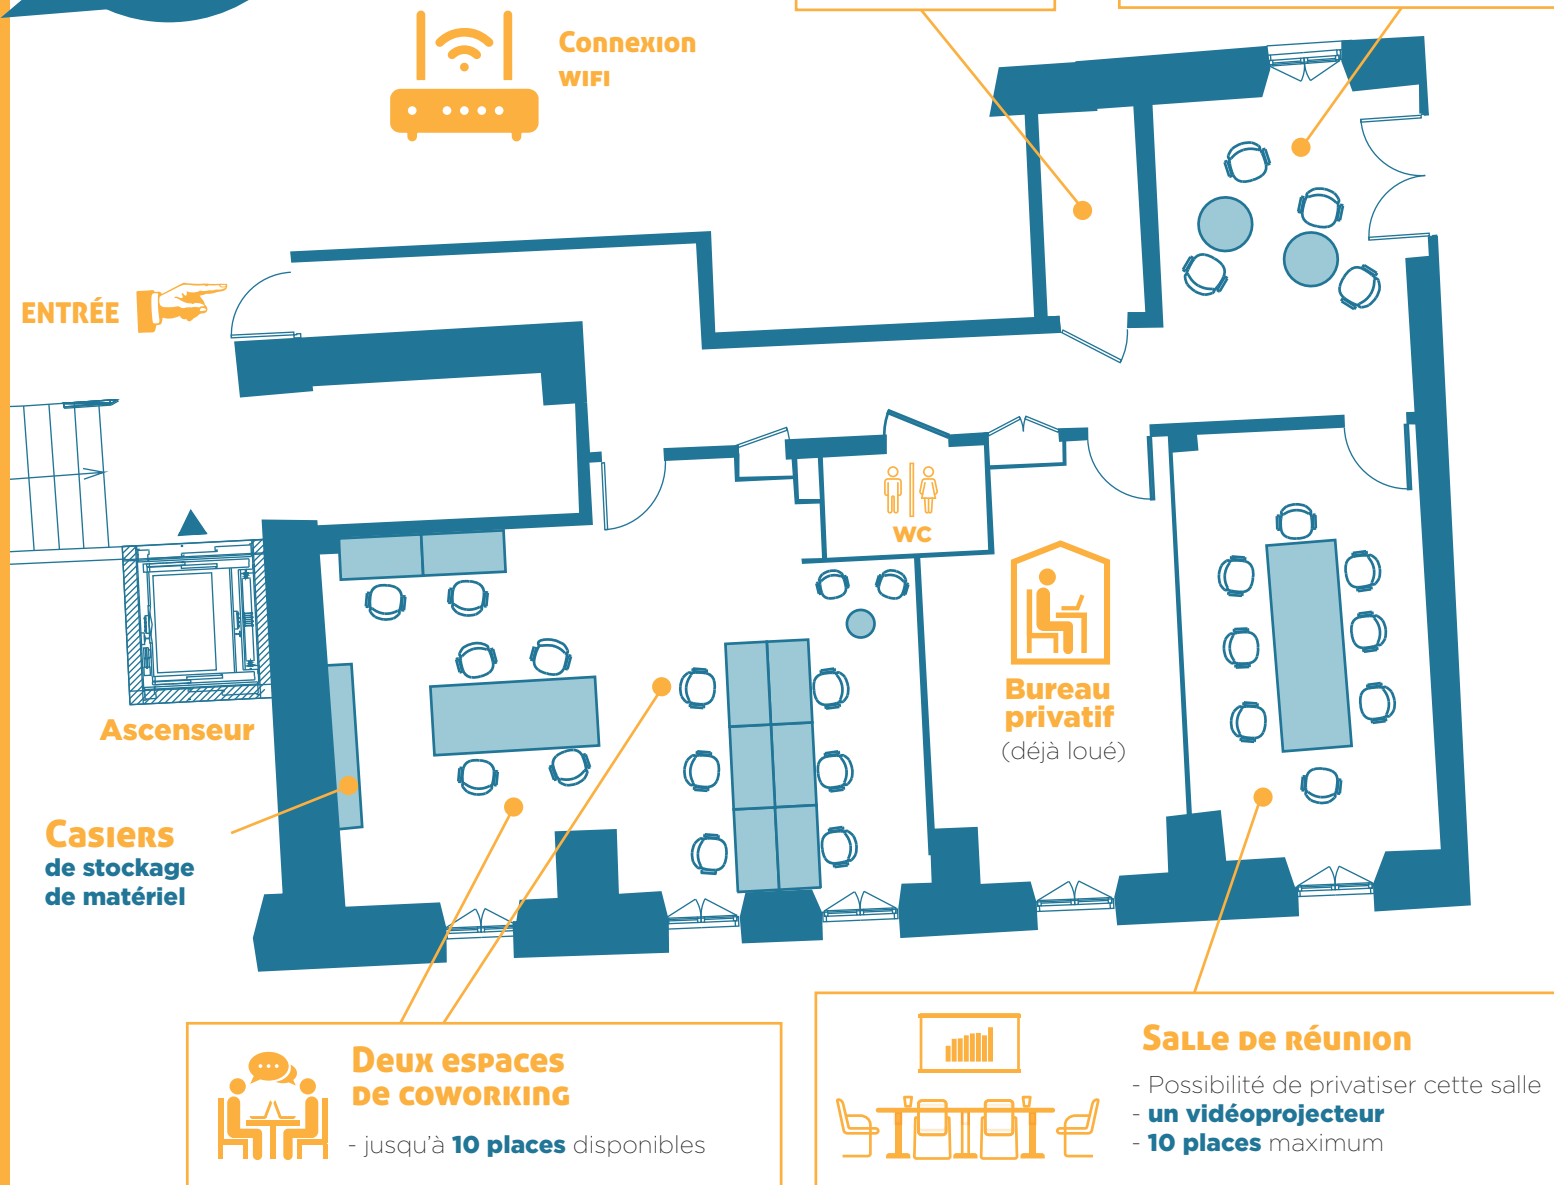 Connexion
WIFI
ENTRÉE
WC
Bureau
privatif
(déjà loué)
Ascenseur
Casiers
de stockage
de matériel
Deux espaces
de coworking
- jusqu'à 10 places disponibles
Salle de réunion
- Possibilité de privatiser cette salle
- un vidéoprojecteur
- 10 places maximum